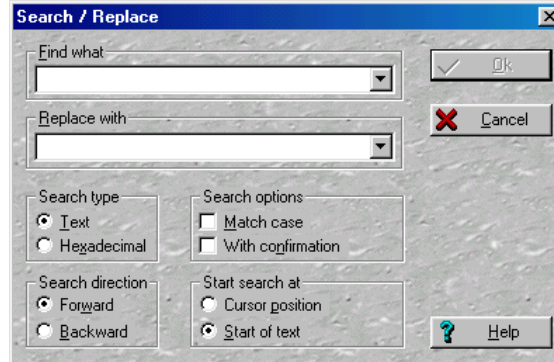 Search / Replace
Find what
Ok
Replace with
Cancel
Search type
Text
Hexadecimal
Search options
Match case
With confirmation
Search direction
Forward
Backward
Start search at
Cursor position
Start of text
Help